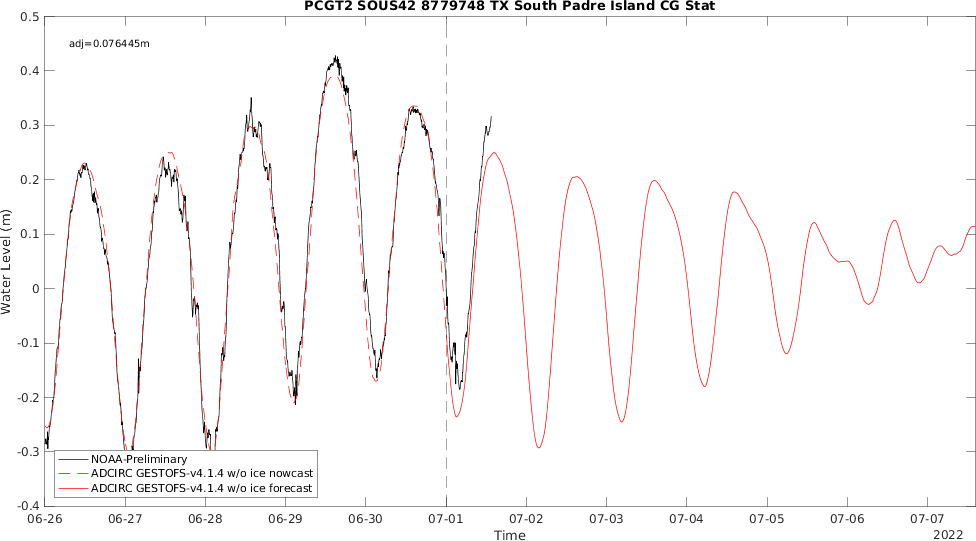 PCGT2 SOUS42 8779748 TX South Padre Island CG Stat
0.5
adj=0.076445m
0.4
0.3
0.2
0.1
0
-0.1
-0.2
-0.3
-0.4
Water Level (m)
NOAA-Preliminary
ADCIRC GESTOFS-v4.1.4 w/o ice nowcast
ADCIRC GESTOFS-v4.1.4 w/o ice forecast
06-26 06-27 06-28 06-29 06-30 07-01 07-02 07-03 07-04 07-05 07-06 07-07
Time
2022